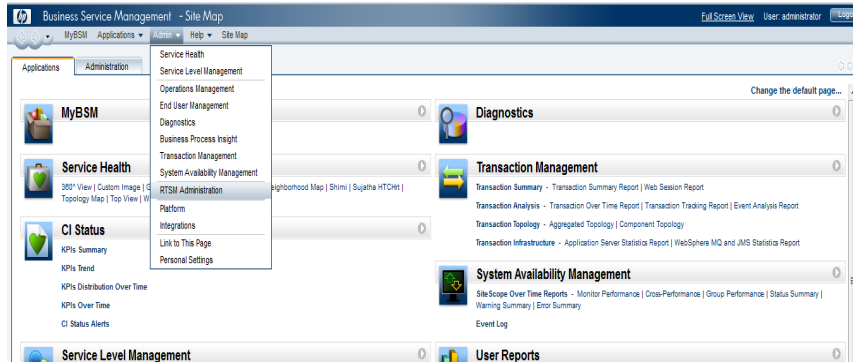 hp Business Service Management - Site Map
Full Screen View User: administrator Logo
MyBSM Applications Admin Help Site Map
Applications Administration
Service Health
Service Level Management
Operations Management
End User Management
Diagnostics
Business Process Insight
Transaction Management
System Availability Management
RTSM Administration
Platform
Integrations
Link to This Page
Personal Settings
Change the default page...
MyBSM
Service Health
360° View | Custom Image | G
eighborhood Map | Shimi | Sujatha HTCHrt |
Topology Map | Top View | W
CI Status
KPIs Summary
KPIs Trend
KPIs Distribution Over Time
KPIs Over Time
CI Status Alerts
Service Level Management
Diagnostics
Transaction Management
Transaction Summary - Transaction Summary Report | Web Session Report
Transaction Analysis - Transaction Over Time Report | Transaction Tracking Report | Event Analysis Report
Transaction Topology - Aggregated Topology | Component Topology
Transaction Infrastructure - Application Server Statistics Report | WebSphere MQ and JMS Statistics Report
System Availability Management
SiteScope Over Time Reports - Monitor Performance | Cross-Performance | Group Performance | Status Summary |
Warning Summary | Error Summary
Event Log
User Reports